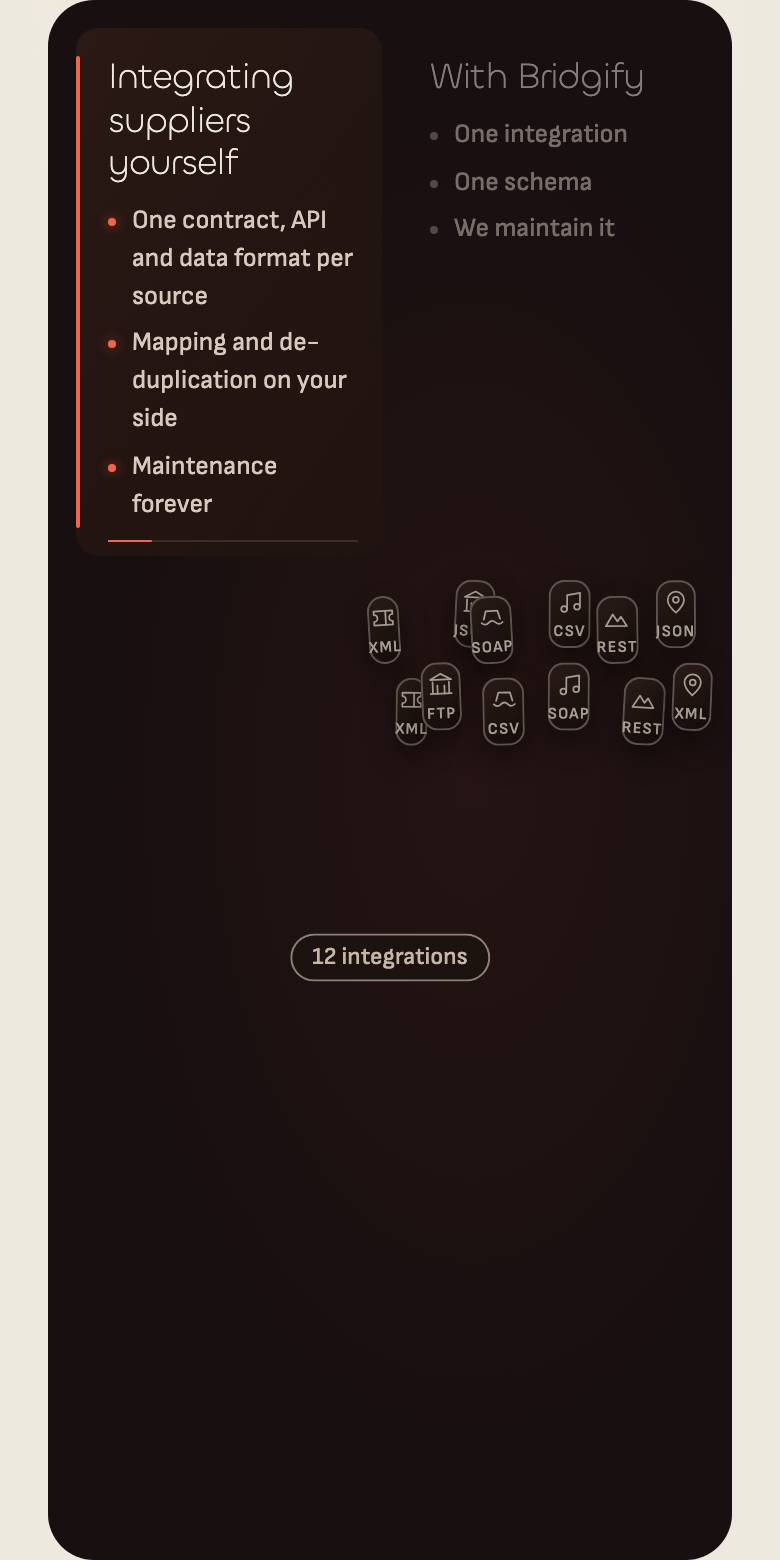 Integrating
suppliers
yourself
One contract, API
and data format per
source
Mapping and de-
duplication on your
side
Maintenance
forever
With Bridgify
One integration
One schema
We maintain it
XML
JS
SOAP
CSV
REST
JSON
XML
FTP
CSV
SOAP
REST
XML
12 integrations